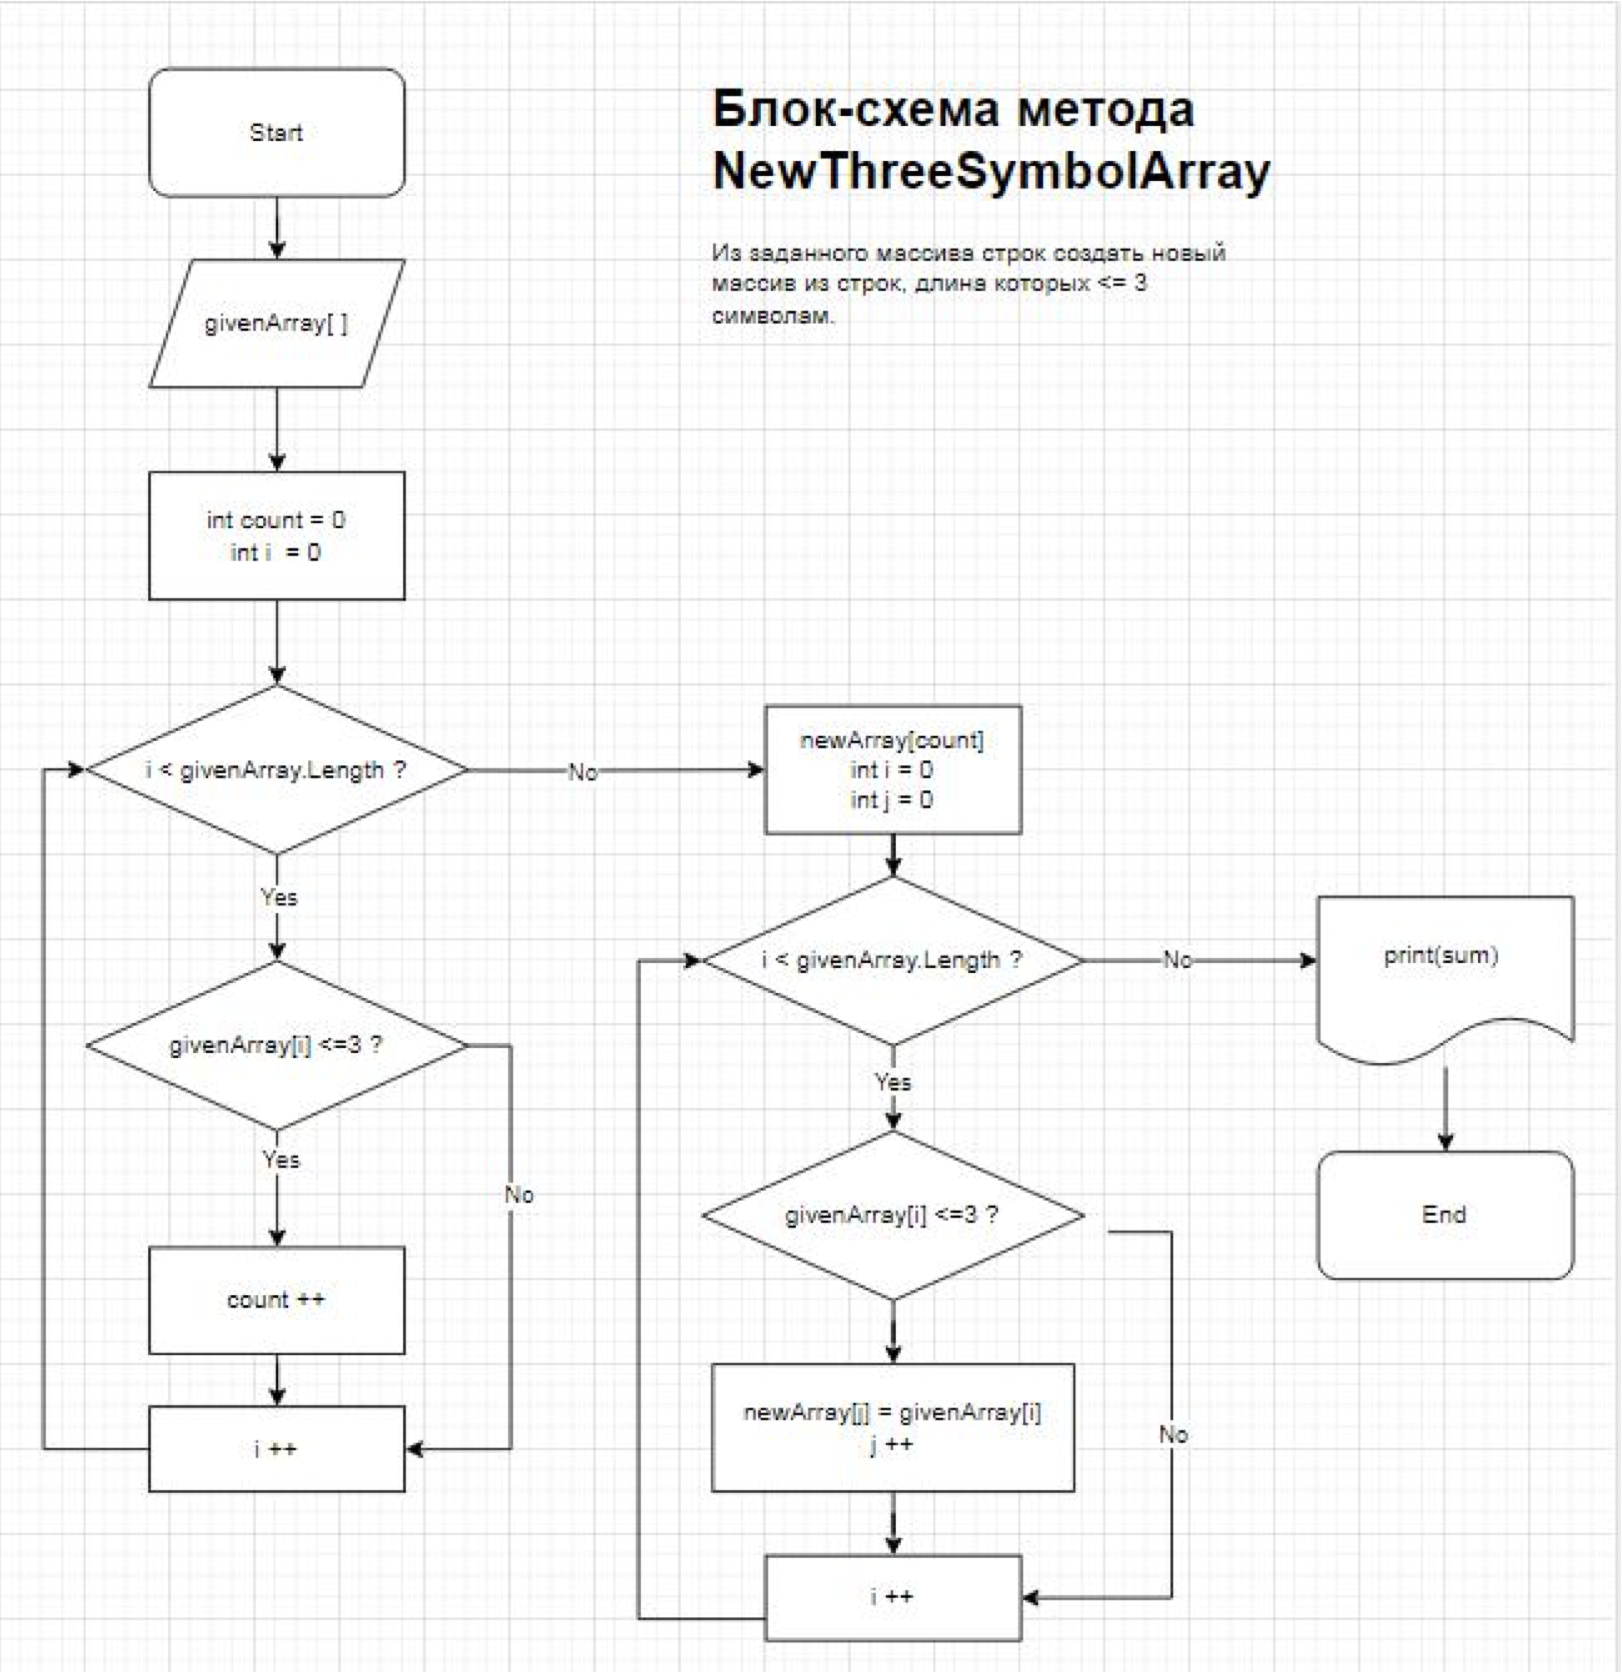 Start
Блок-схема метода
NewThreeSymbolArray
Из заданного массива строк создать новый
массив из строк, длина которых <= 3
символам.
givenArray[ ]
int count = 0
int i  = 0
i < givenArray.Length ?
No
Yes
givenArray[i] <=3 ?
Yes
No
count ++
i ++
newArray[count]
int i = 0
int j = 0
i < givenArray.Length ?
No
Yes
givenArray[i] <=3 ?
No
newArray[j] = givenArray[i]
j ++
i ++
print(sum)
End